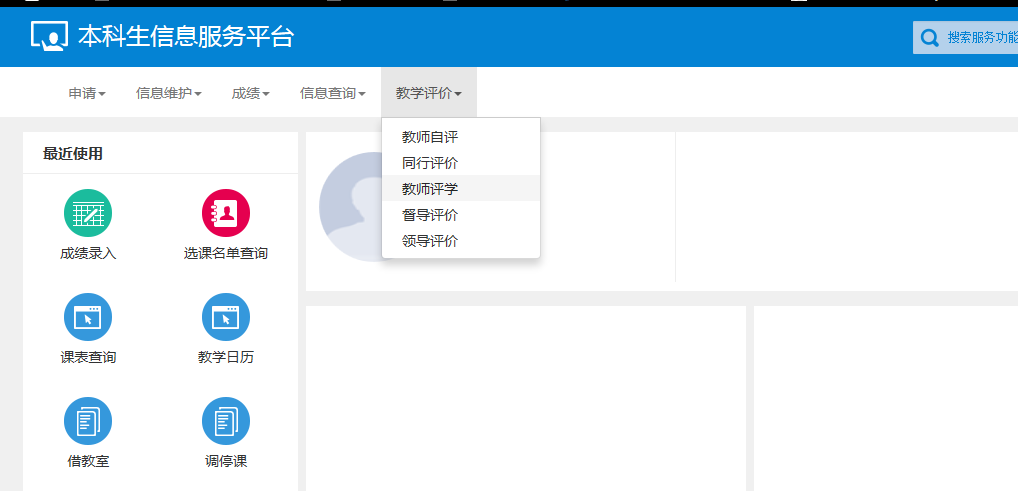 本科生信息服务平台
搜索服务功能
申请 信息维护 成绩 信息查询 教学评价
教师自评
同行评价
教师评学
督导评价
领导评价
最近使用
成绩录入 选课名单查询
课表查询 教学日历
借教室 调停课